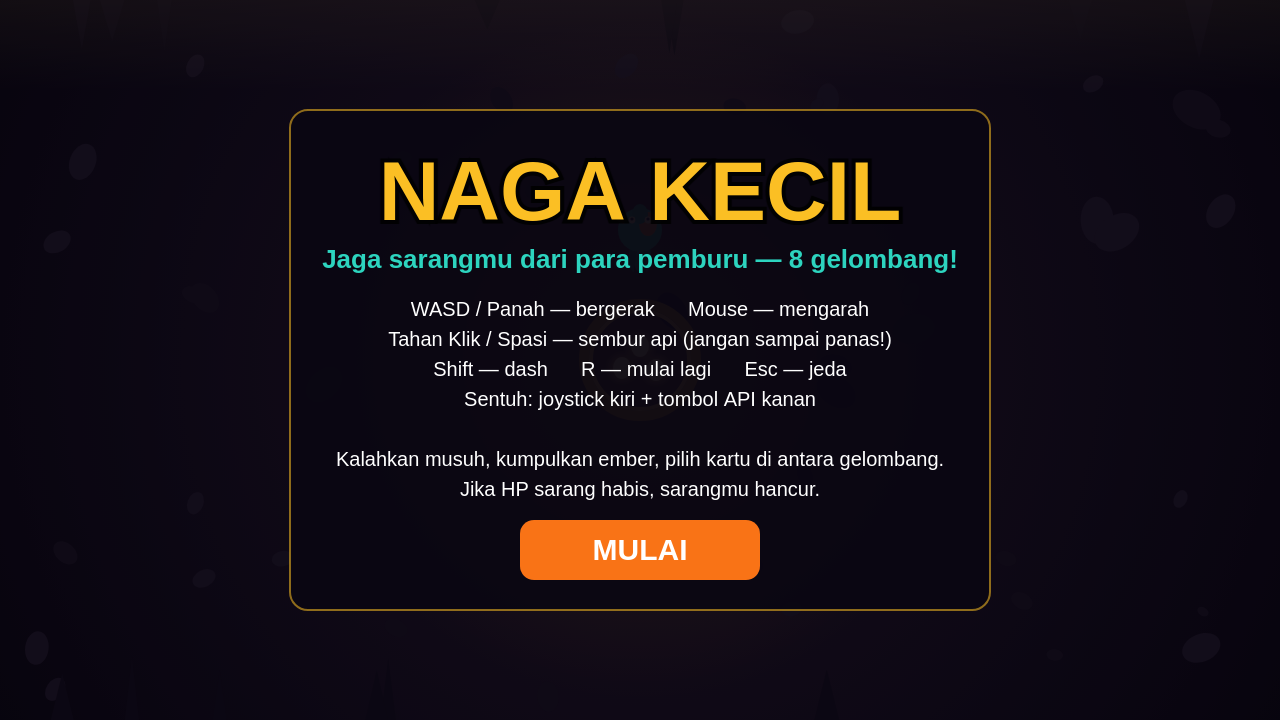 NAGA KECIL
Jaga sarangmu dari para pemburu — 8 gelombang!
WASD / Panah — bergerak Mouse — mengarah
Tahan Klik / Spasi — sembur api (jangan sampai panas!)
Shift — dash R — mulai lagi Esc — jeda
Sentuh: joystick kiri + tombol API kanan
Kalahkan musuh, kumpulkan ember, pilih kartu di antara gelombang.
Jika HP sarang habis, sarangmu hancur.
MULAI